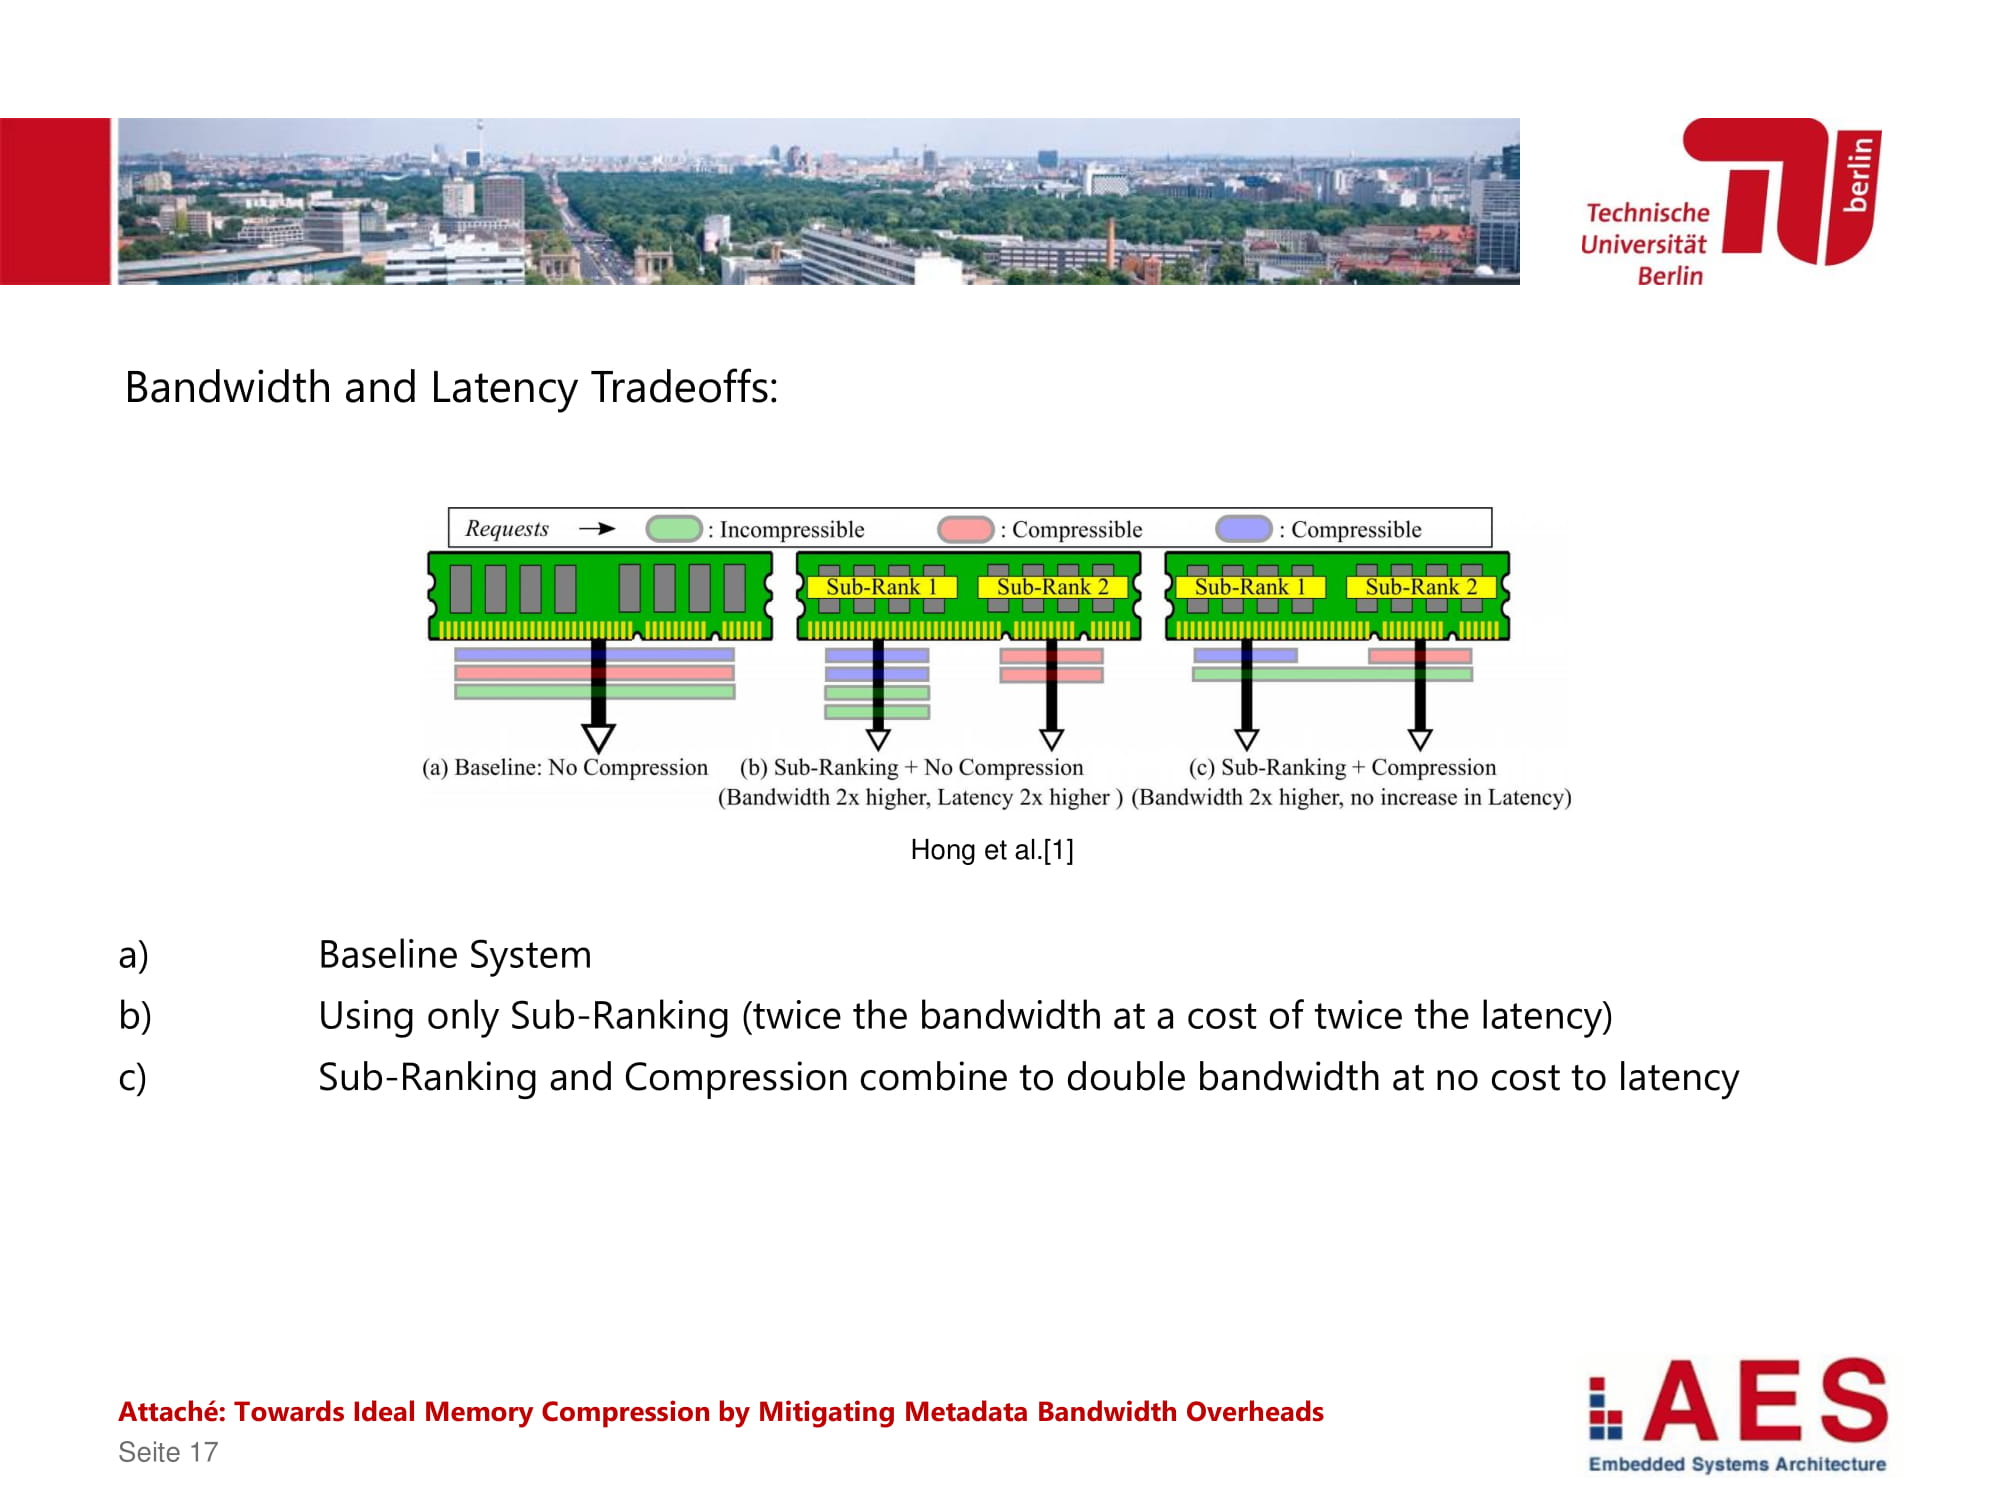 berlin
Technische
Universität
Berlin
Bandwidth and Latency Tradeoffs:
Requests : Incompressible : Compressible : Compressible
Sub-Rank 1 Sub-Rank 2 Sub-Rank 1 Sub-Rank 2
(a) Baseline: No Compression (b) Sub-Ranking + No Compression (c) Sub-Ranking + Compression
(Bandwidth 2x higher, Latency 2x higher ) (Bandwidth 2x higher, no increase in Latency)
Hong et al.[1]
a) Baseline System
b) Using only Sub-Ranking (twice the bandwidth at a cost of twice the latency)
c) Sub-Ranking and Compression combine to double bandwidth at no cost to latency
Attaché: Towards Ideal Memory Compression by Mitigating Metadata Bandwidth Overheads
Seite 17
AES
Embedded Systems Architecture